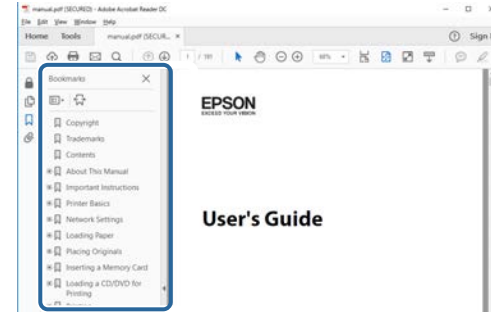 manual.pdf (SECURED) - Adobe Acrobat Reader DC
File Edit View Window Help
Home Tools manual.pdf (SECUR... ×
Sign I
Bookmarks
Copyright
Trademarks
Contents
About This Manual
Important Instructions
Printer Basics
Network Settings
Loading Paper
Placing Originals
Inserting a Memory Card
Loading a CD/DVD for
Printing
EPSON
EXCEED YOUR VISION
User's Guide